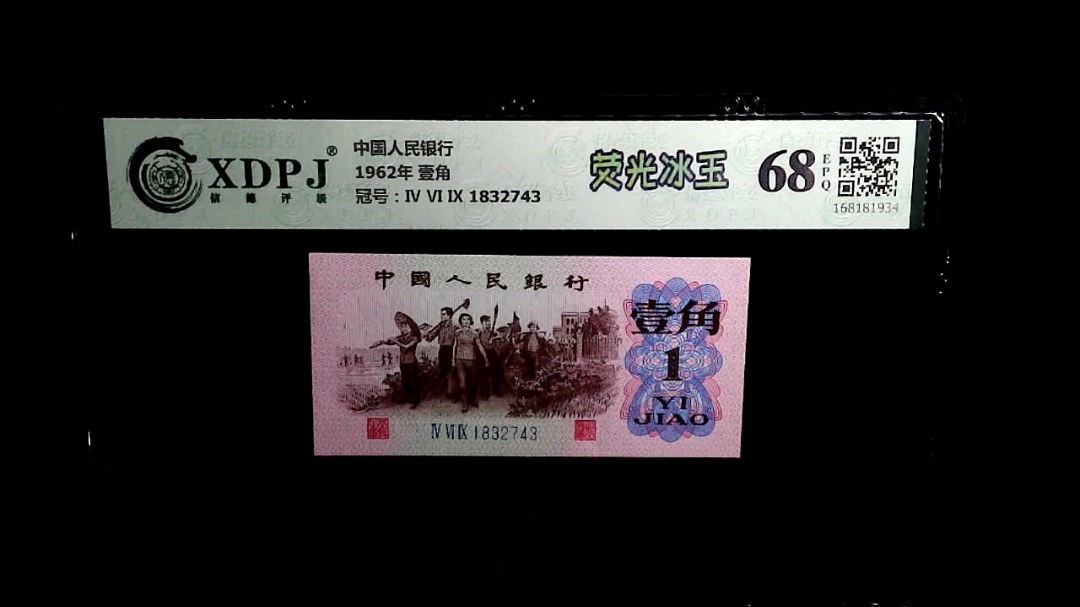 XDPJ®
信德评级
中国人民银行
1962年 壹角
冠号：Ⅳ Ⅵ Ⅸ 1832743
荧光冰玉
68
EPQ
168181934
中國人民銀行
壹角
1
YI
JIAO
Ⅳ Ⅵ Ⅸ 1832743